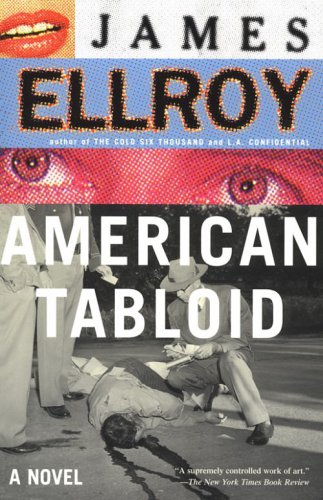 JAMES
ELLROY
author of THE COLD SIX THOUSAND and L.A. CONFIDENTIAL
AMERICAN
TABLOID
A NOVEL
"A supremely controlled work of art."
—The New York Times Book Review